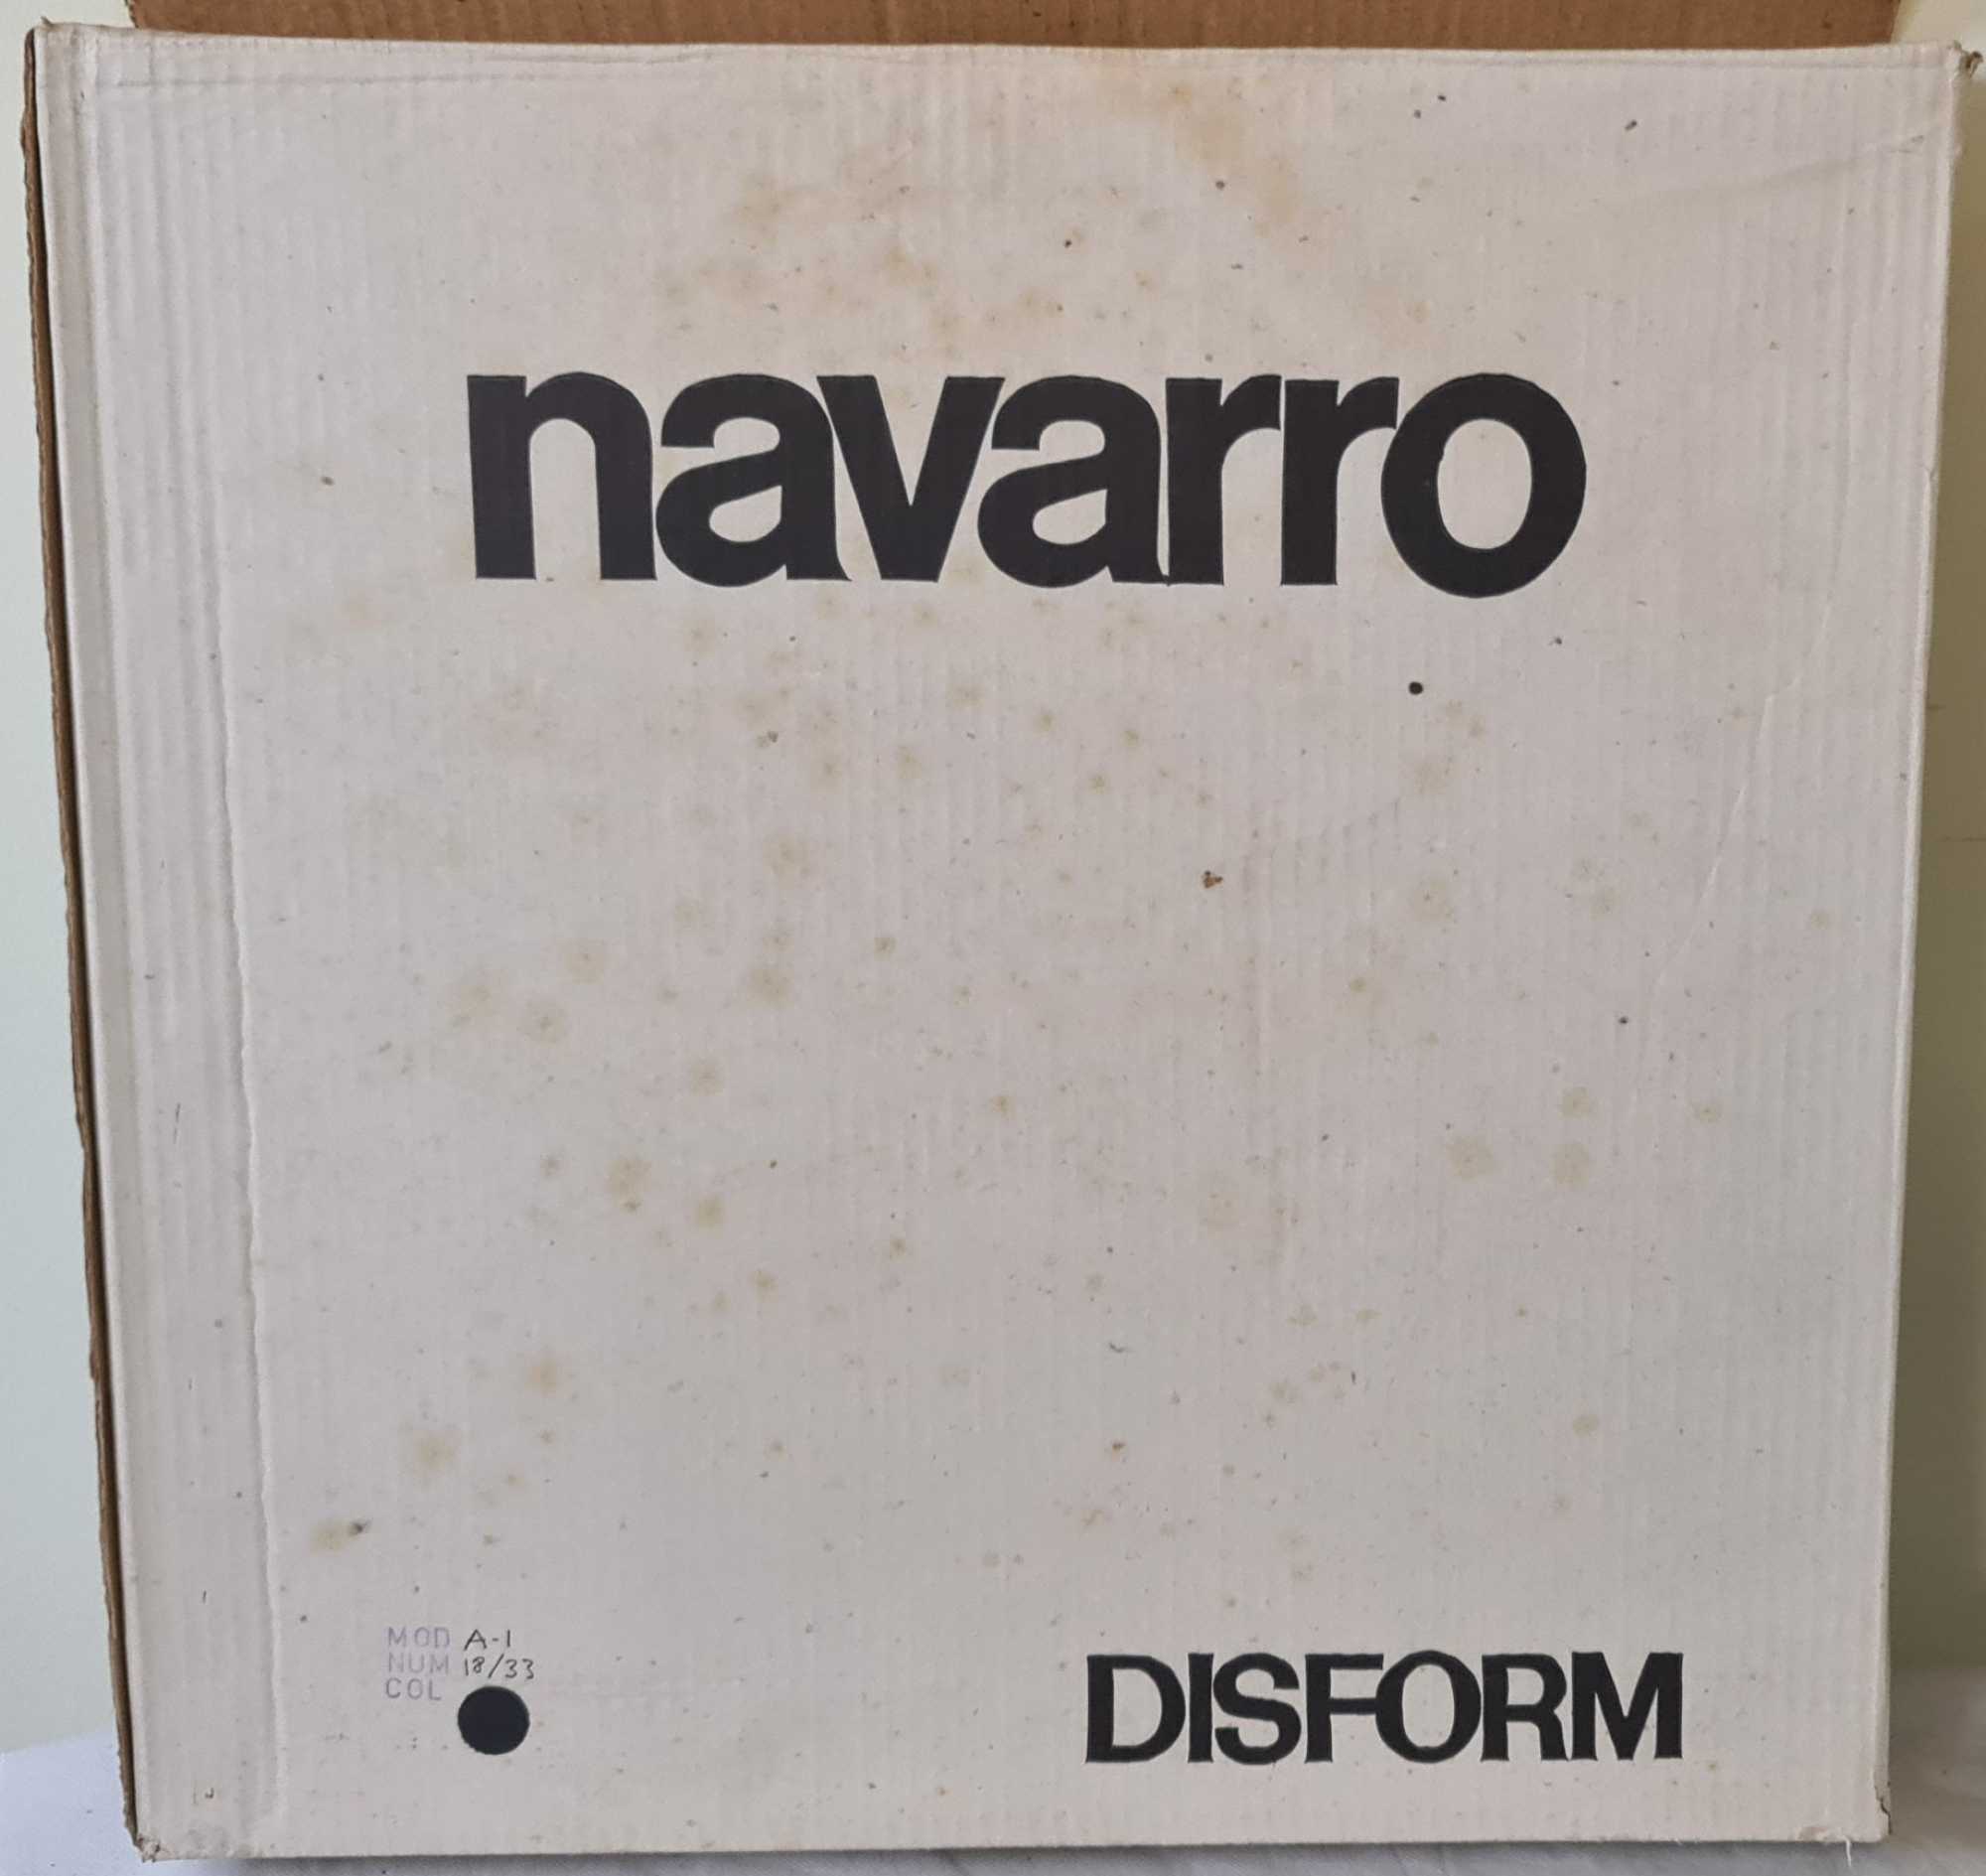 navarro
MOD A-1
NUM 18/33
COL
DISFORM